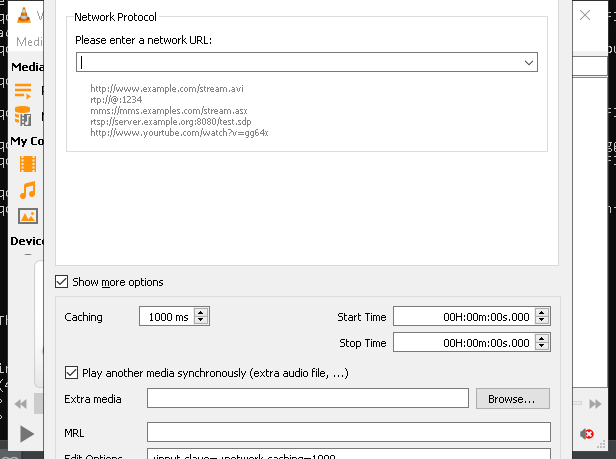 Network Protocol
Please enter a network URL:
http://www.example.com/stream.avi
rtp://@:1234
mms://mms.examples.com/stream.asx
rtsp://server.example.org:8080/test.sdp
http://www.yourtube.com/watch?v=gg64x
Media
My Co
Device
Show more options
Caching
1000 ms
Start Time
00H:00m:00s.000
Stop Time
00H:00m:00s.000
Play another media synchronously (extra audio file, ...)
Extra media
Browse...
MRL
Edit Options